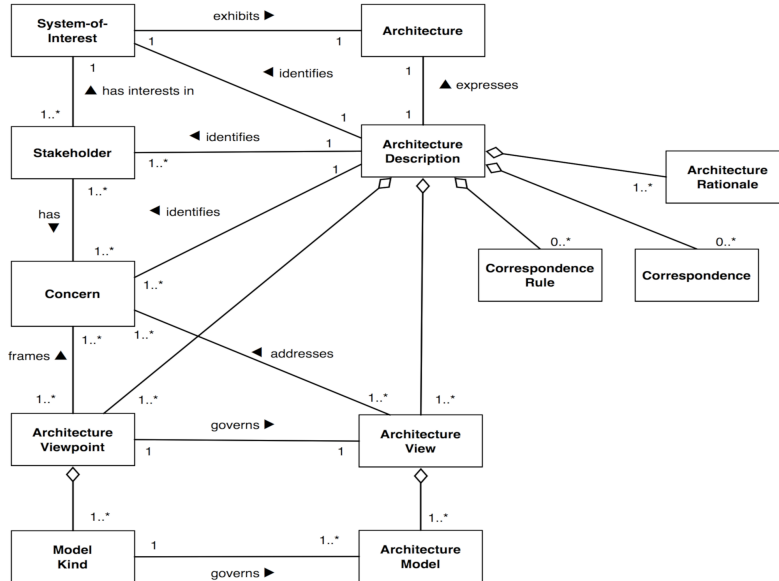 System-of-
Interest
exhibits ►
1
1
Architecture
1
▲ has interests in
1..*
◄ identifies
1
1
▲ expresses
1
Stakeholder
1..*
◄ identifies
1
Architecture
Description
1..*
has
▼
1..*
◄ identifies
1
1..*
Architecture
Rationale
1..*
Concern
0..*
Correspondence
Rule
0..*
Correspondence
1..*
frames ▲
1..*
1..*
◄ addresses
1..*
1..*
1..*
Architecture
Viewpoint
1
governs ►
1
Architecture
View
1..*
1..*
Model
Kind
1
governs ►
1..*
Architecture
Model